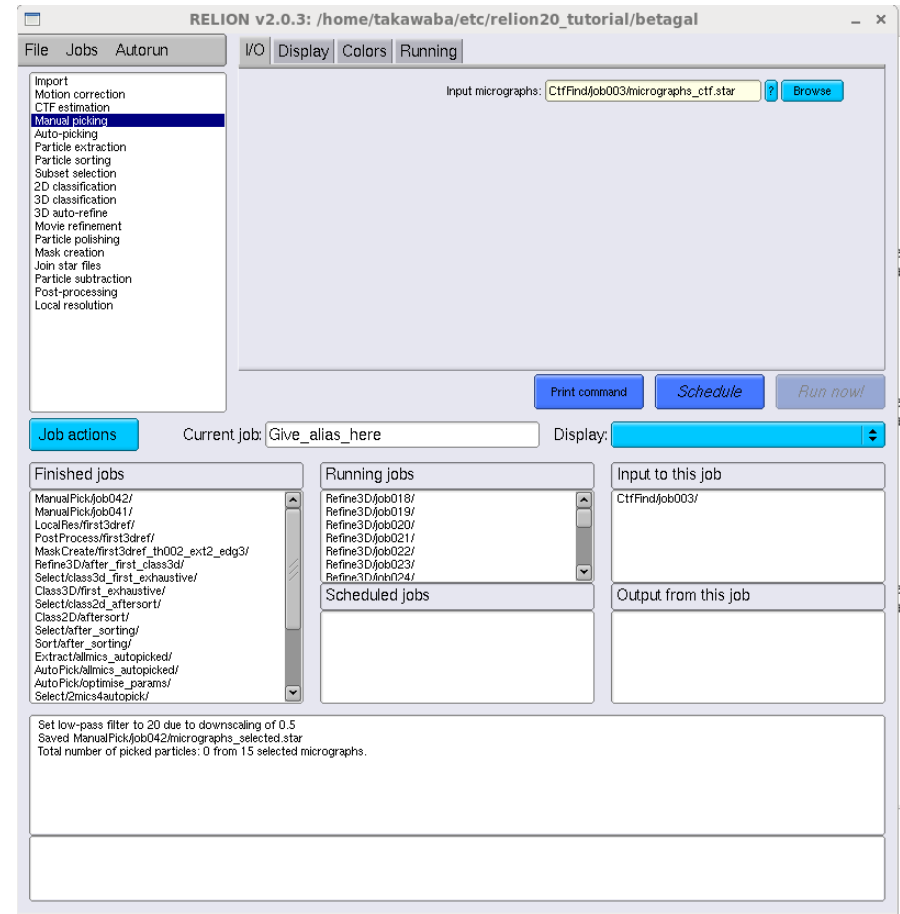 RELION v2.0.3: /home/takawaba/etc/relion20_tutorial/betagal
File Jobs Autorun
I/O Display Colors Running
Import
Motion correction
CTF estimation
Manual picking
Auto-picking
Particle extraction
Particle sorting
Subset selection
2D classification
3D classification
3D auto-refine
Movie refinement
Particle polishing
Mask creation
Join star files
Particle subtraction
Post-processing
Local resolution
Input micrographs: CtfFind/job003/micrographs_ctf.star ? Browse
Print command Schedule Run now!
Job actions Current job: Give_alias_here Display:
Finished jobs
ManualPick/job042/
ManualPick/job041/
LocalRes/first3dref/
PostProcess/first3dref/
MaskCreate/first3dref_th002_ext2_edg3/
Refine3D/after_first_class3d/
Select/class3d_first_exhaustive/
Class3D/first_exhaustive/
Select/class2d_aftersort/
Class2D/aftersort/
Select/after_sorting/
Sort/after_sorting/
Extract/allmics_autopicked/
AutoPick/allmics_autopicked/
AutoPick/optimise_params/
Select/2mics4autopick/
Running jobs
Refine3D/job018/
Refine3D/job019/
Refine3D/job020/
Refine3D/job021/
Refine3D/job022/
Refine3D/job023/
Refine3D/job024/
Scheduled jobs
Input to this job
CtfFind/job003/
Output from this job
Set low-pass filter to 20 due to downscaling of 0.5
Saved ManualPick/job042/micrographs_selected.star
Total number of picked particles: 0 from 15 selected micrographs.